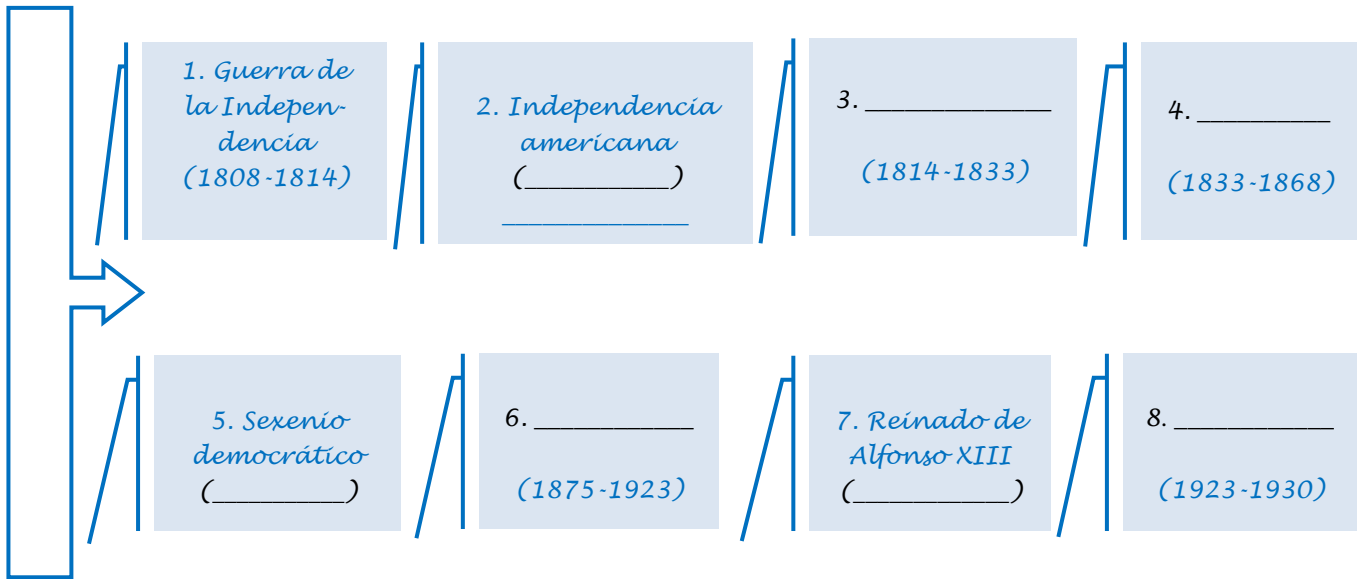 1. Guerra de
la Indepen-
dencia
(1808-1814)
2. Independencia
americana
(___________)
______________
3. ______________
(1814-1833)
4. __________
(1833-1868)
5. Sexenio
democrático
(__________)
6. ____________
(1875-1923)
7. Reinado de
Alfonso XIII
(____________)
8. ____________
(1923-1930)